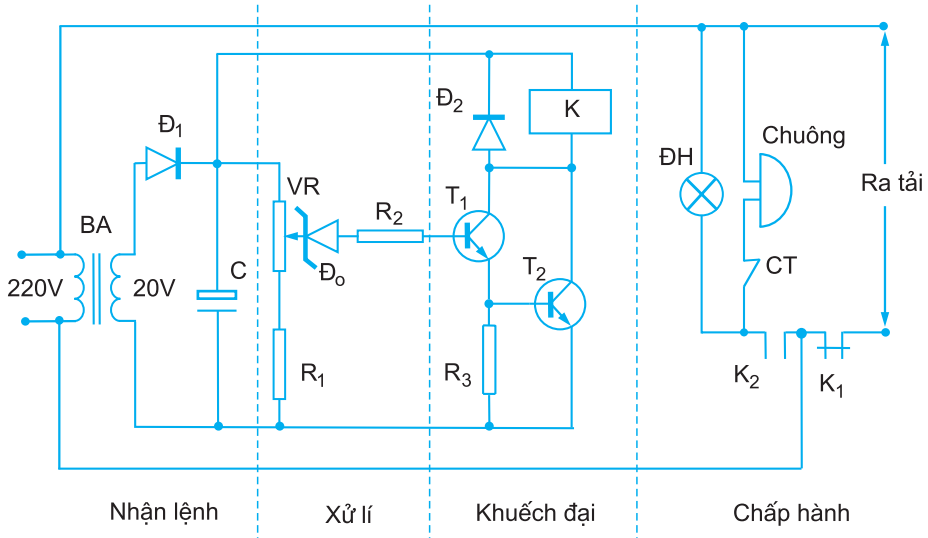 Đ₁
BA
220V
20V
C
VR
Đₒ
R₁
R₂
Đ₂
K
T₁
T₂
R₃
ĐH
Chuông
CT
K₂
K₁
Ra tải
Nhận lệnh
Xử lí
Khuếch đại
Chấp hành